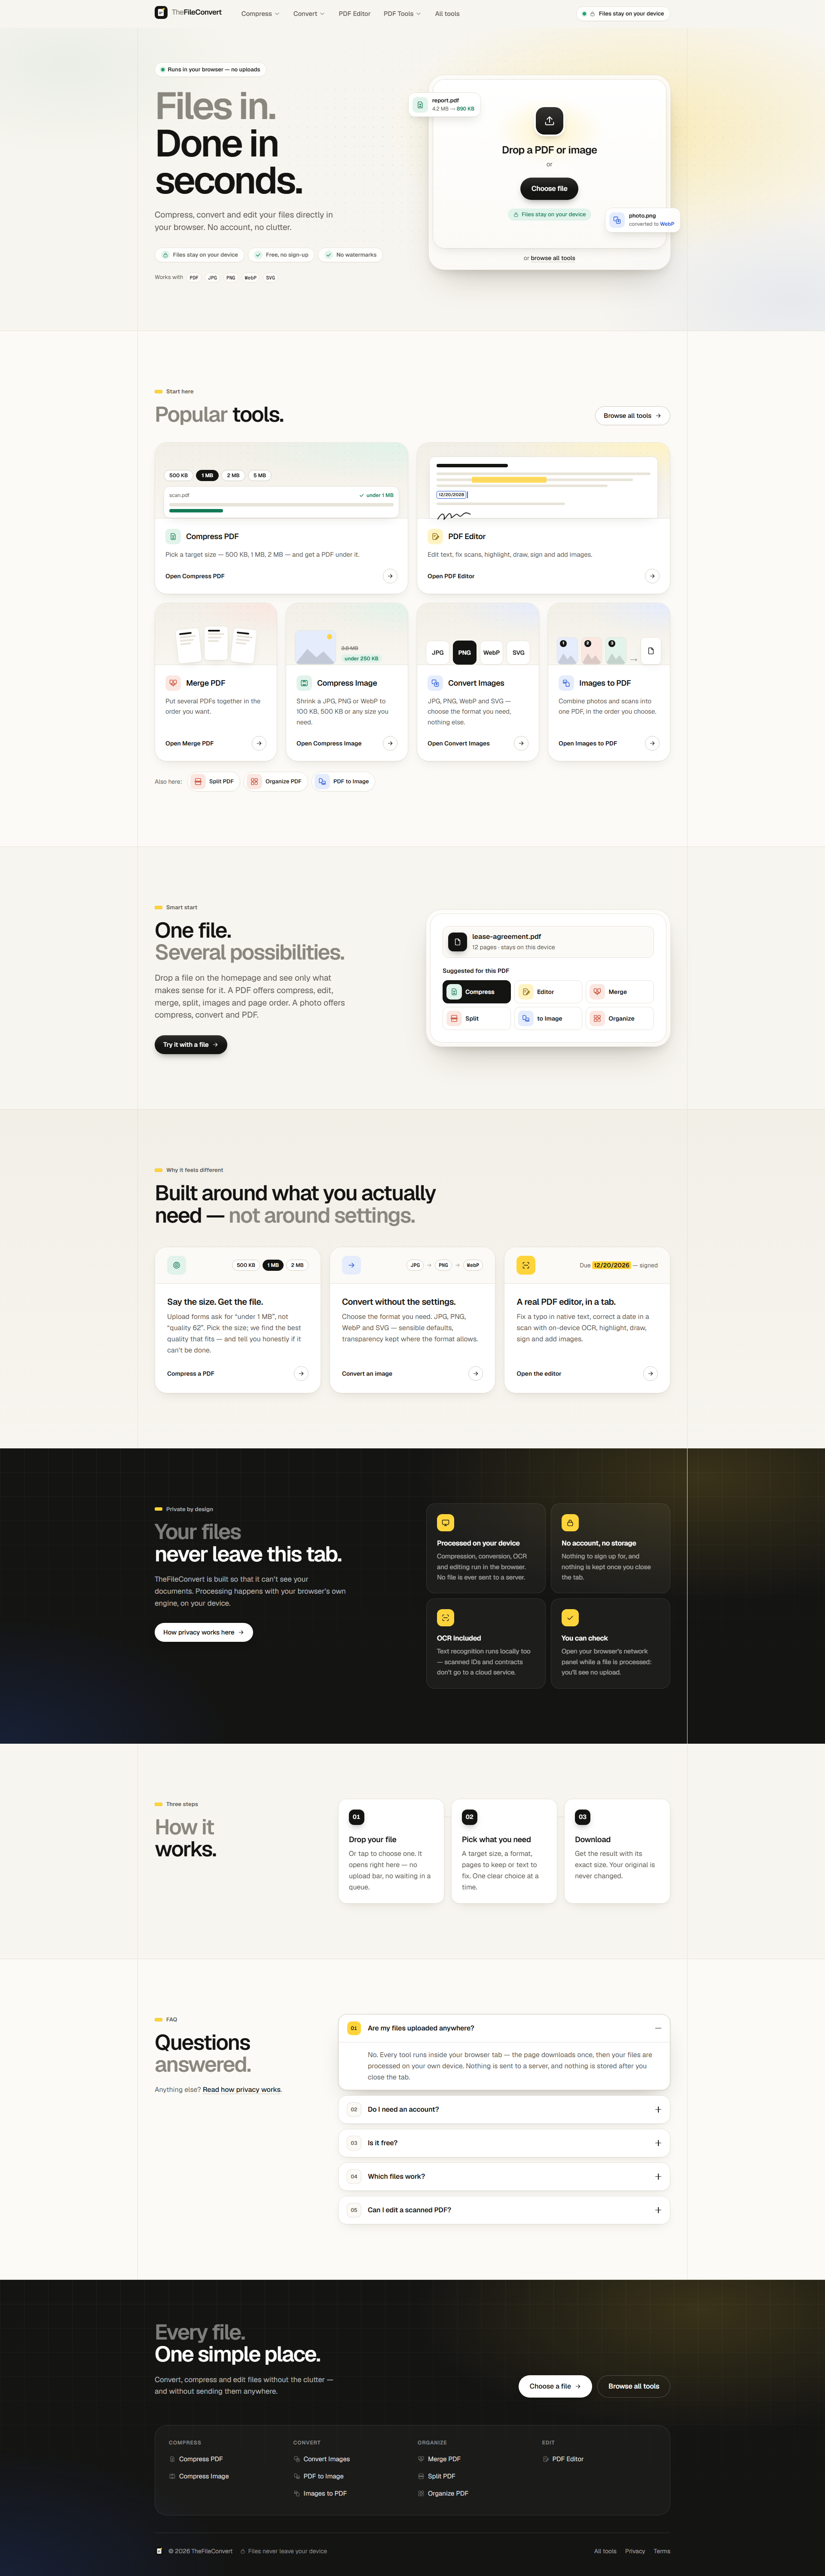 TheFileConvert
Compress
Convert
PDF Editor
PDF Tools
All tools
Files stay on your device
Runs in your browser — no uploads
Files in.
Done in
seconds.
Compress, convert and edit your files directly in
your browser. No account, no clutter.
Files stay on your device
Free, no sign-up
No watermarks
Works with PDF JPG PNG WebP SVG
report.pdf
4.2 MB → 890 KB
Drop a PDF or image
or
Choose file
Files stay on your device
photo.png
converted to WebP
or browse all tools
Start here
Popular tools.
Browse all tools →
500 KB 1 MB 2 MB 5 MB
scan.pdf
✓ under 1 MB
Compress PDF
Pick a target size — 500 KB, 1 MB, 2 MB — and get a PDF under it.
Open Compress PDF
12/20/2026
PDF Editor
Edit text, fix scans, highlight, draw, sign and add images.
Open PDF Editor
Merge PDF
Put several PDFs together in the
order you want.
Open Merge PDF
3.8 MB
under 250 KB
Compress Image
Shrink a JPG, PNG or WebP to
100 KB, 500 KB or any size you
need.
Open Compress Image
JPG PNG WebP SVG
Convert Images
JPG, PNG, WebP and SVG —
choose the format you need,
nothing else.
Open Convert Images
1 2 3 →
Images to PDF
Combine photos and scans into
one PDF, in the order you choose.
Open Images to PDF
Also here:
Split PDF
Organize PDF
PDF to Image
Smart start
One file.
Several possibilities.
Drop a file on the homepage and see only what
makes sense for it. A PDF offers compress, edit,
merge, split, images and page order. A photo offers
compress, convert and PDF.
Try it with a file →
lease-agreement.pdf
12 pages · stays on this device
Suggested for this PDF
Compress
Editor
Merge
Split
to Image
Organize
Why it feels different
Built around what you actually
need — not around settings.
500 KB 1 MB 2 MB
Say the size. Get the file.
Upload forms ask for “under 1 MB”, not
“quality 62”. Pick the size; we find the best
quality that fits — and tell you honestly if it
can’t be done.
Compress a PDF
JPG → PNG → WebP
Convert without the settings.
Choose the format you need. JPG, PNG,
WebP and SVG — sensible defaults,
transparency kept where the format allows.
Convert an image
Due 12/20/2026 — signed
A real PDF editor, in a tab.
Fix a typo in native text, correct a date in a
scan with on-device OCR, highlight, draw,
sign and add images.
Open the editor
Private by design
Your files
never leave this tab.
TheFileConvert is built so that it can’t see your
documents. Processing happens with your browser’s own
engine, on your device.
How privacy works here →
Processed on your device
Compression, conversion, OCR
and editing run in the browser.
No file is ever sent to a server.
No account, no storage
Nothing to sign up for, and
nothing is kept once you close
the tab.
OCR included
Text recognition runs locally too
— scanned IDs and contracts
don’t go to a cloud service.
You can check
Open your browser’s network
panel while a file is processed:
you’ll see no upload.
Three steps
How it
works.
01
Drop your file
Or tap to choose one. It
opens right here — no
upload bar, no waiting in a
queue.
02
Pick what you need
A target size, a format,
pages to keep or text to
fix. One clear choice at a
time.
03
Download
Get the result with its
exact size. Your original is
never changed.
FAQ
Questions
answered.
Anything else? Read how privacy works.
01 Are my files uploaded anywhere?
No. Every tool runs inside your browser tab — the page downloads once, then your files are
processed on your own device. Nothing is sent to a server, and nothing is stored after you
close the tab.
02 Do I need an account?
03 Is it free?
04 Which files work?
05 Can I edit a scanned PDF?
Every file.
One simple place.
Convert, compress and edit files without the clutter —
and without sending them anywhere.
Choose a file →
Browse all tools
COMPRESS
Compress PDF
Compress Image
CONVERT
Convert Images
PDF to Image
Images to PDF
ORGANIZE
Merge PDF
Split PDF
Organize PDF
EDIT
PDF Editor
© 2026 TheFileConvert
Files never leave your device
All tools
Privacy
Terms